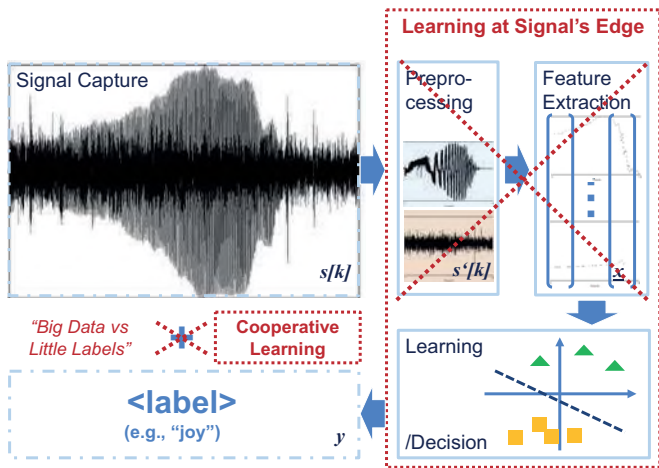 Learning at Signal's Edge
Signal Capture
s[k]
Prepro-
cessing
s‘[k]
Feature
Extraction
x
“Big Data vs
Little Labels”
Cooperative
Learning
Learning
/Decision
<label>
(e.g., “joy”)
y